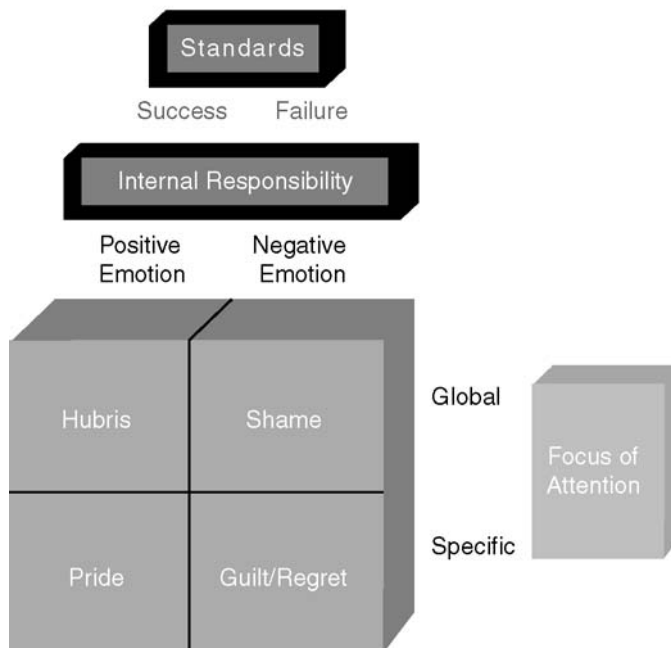 Standards
Success Failure
Internal Responsibility
Positive Negative
Emotion Emotion
Hubris Shame Global
Focus of
Attention
Specific
Pride Guilt/Regret